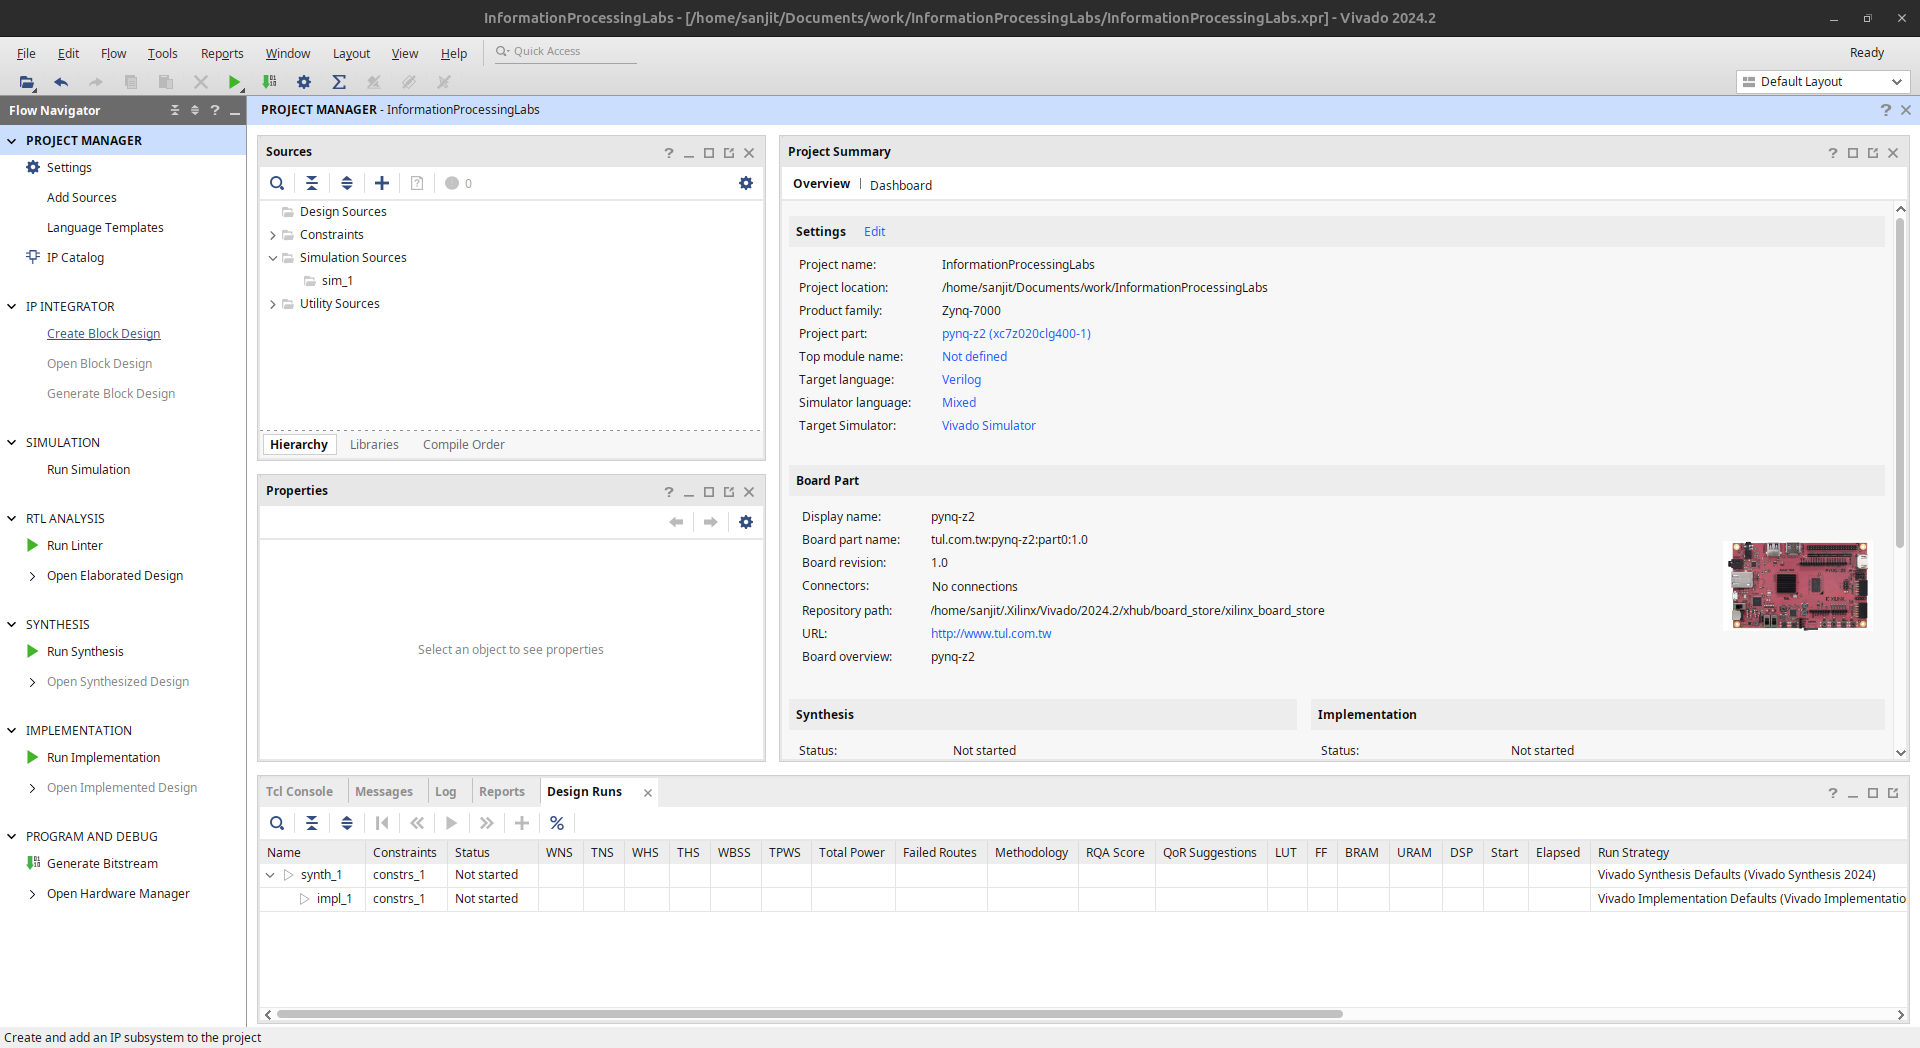 InformationProcessingLabs - [/home/sanjit/Documents/work/InformationProcessingLabs/InformationProcessingLabs.xpr] - Vivado 2024.2
File Edit Flow Tools Reports Window Layout View Help Quick Access Ready
Default Layout
Flow Navigator
PROJECT MANAGER - InformationProcessingLabs
PROJECT MANAGER
Settings
Add Sources
Language Templates
IP Catalog
IP INTEGRATOR
Create Block Design
Open Block Design
Generate Block Design
SIMULATION
Run Simulation
RTL ANALYSIS
Run Linter
Open Elaborated Design
SYNTHESIS
Run Synthesis
Open Synthesized Design
IMPLEMENTATION
Run Implementation
Open Implemented Design
PROGRAM AND DEBUG
Generate Bitstream
Open Hardware Manager
Sources
0
Design Sources
Constraints
Simulation Sources
sim_1
Utility Sources
Hierarchy Libraries Compile Order
Properties
Select an object to see properties
Project Summary
Overview | Dashboard
Settings Edit
Project name: InformationProcessingLabs
Project location: /home/sanjit/Documents/work/InformationProcessingLabs
Product family: Zynq-7000
Project part: pynq-z2 (xc7z020clg400-1)
Top module name: Not defined
Target language: Verilog
Simulator language: Mixed
Target Simulator: Vivado Simulator
Board Part
Display name: pynq-z2
Board part name: tul.com.tw:pynq-z2:part0:1.0
Board revision: 1.0
Connectors: No connections
Repository path: /home/sanjit/.Xilinx/Vivado/2024.2/xhub/board_store/xilinx_board_store
URL: http://www.tul.com.tw
Board overview: pynq-z2
Synthesis Implementation
Status: Not started Status: Not started
Tcl Console Messages Log Reports Design Runs
Name Constraints Status WNS TNS WHS THS WBSS TPWS Total Power Failed Routes Methodology RQA Score QoR Suggestions LUT FF BRAM URAM DSP Start Elapsed Run Strategy
synth_1 constrs_1 Not started Vivado Synthesis Defaults (Vivado Synthesis 2024)
impl_1 constrs_1 Not started Vivado Implementation Defaults (Vivado Implementatio
Create and add an IP subsystem to the project